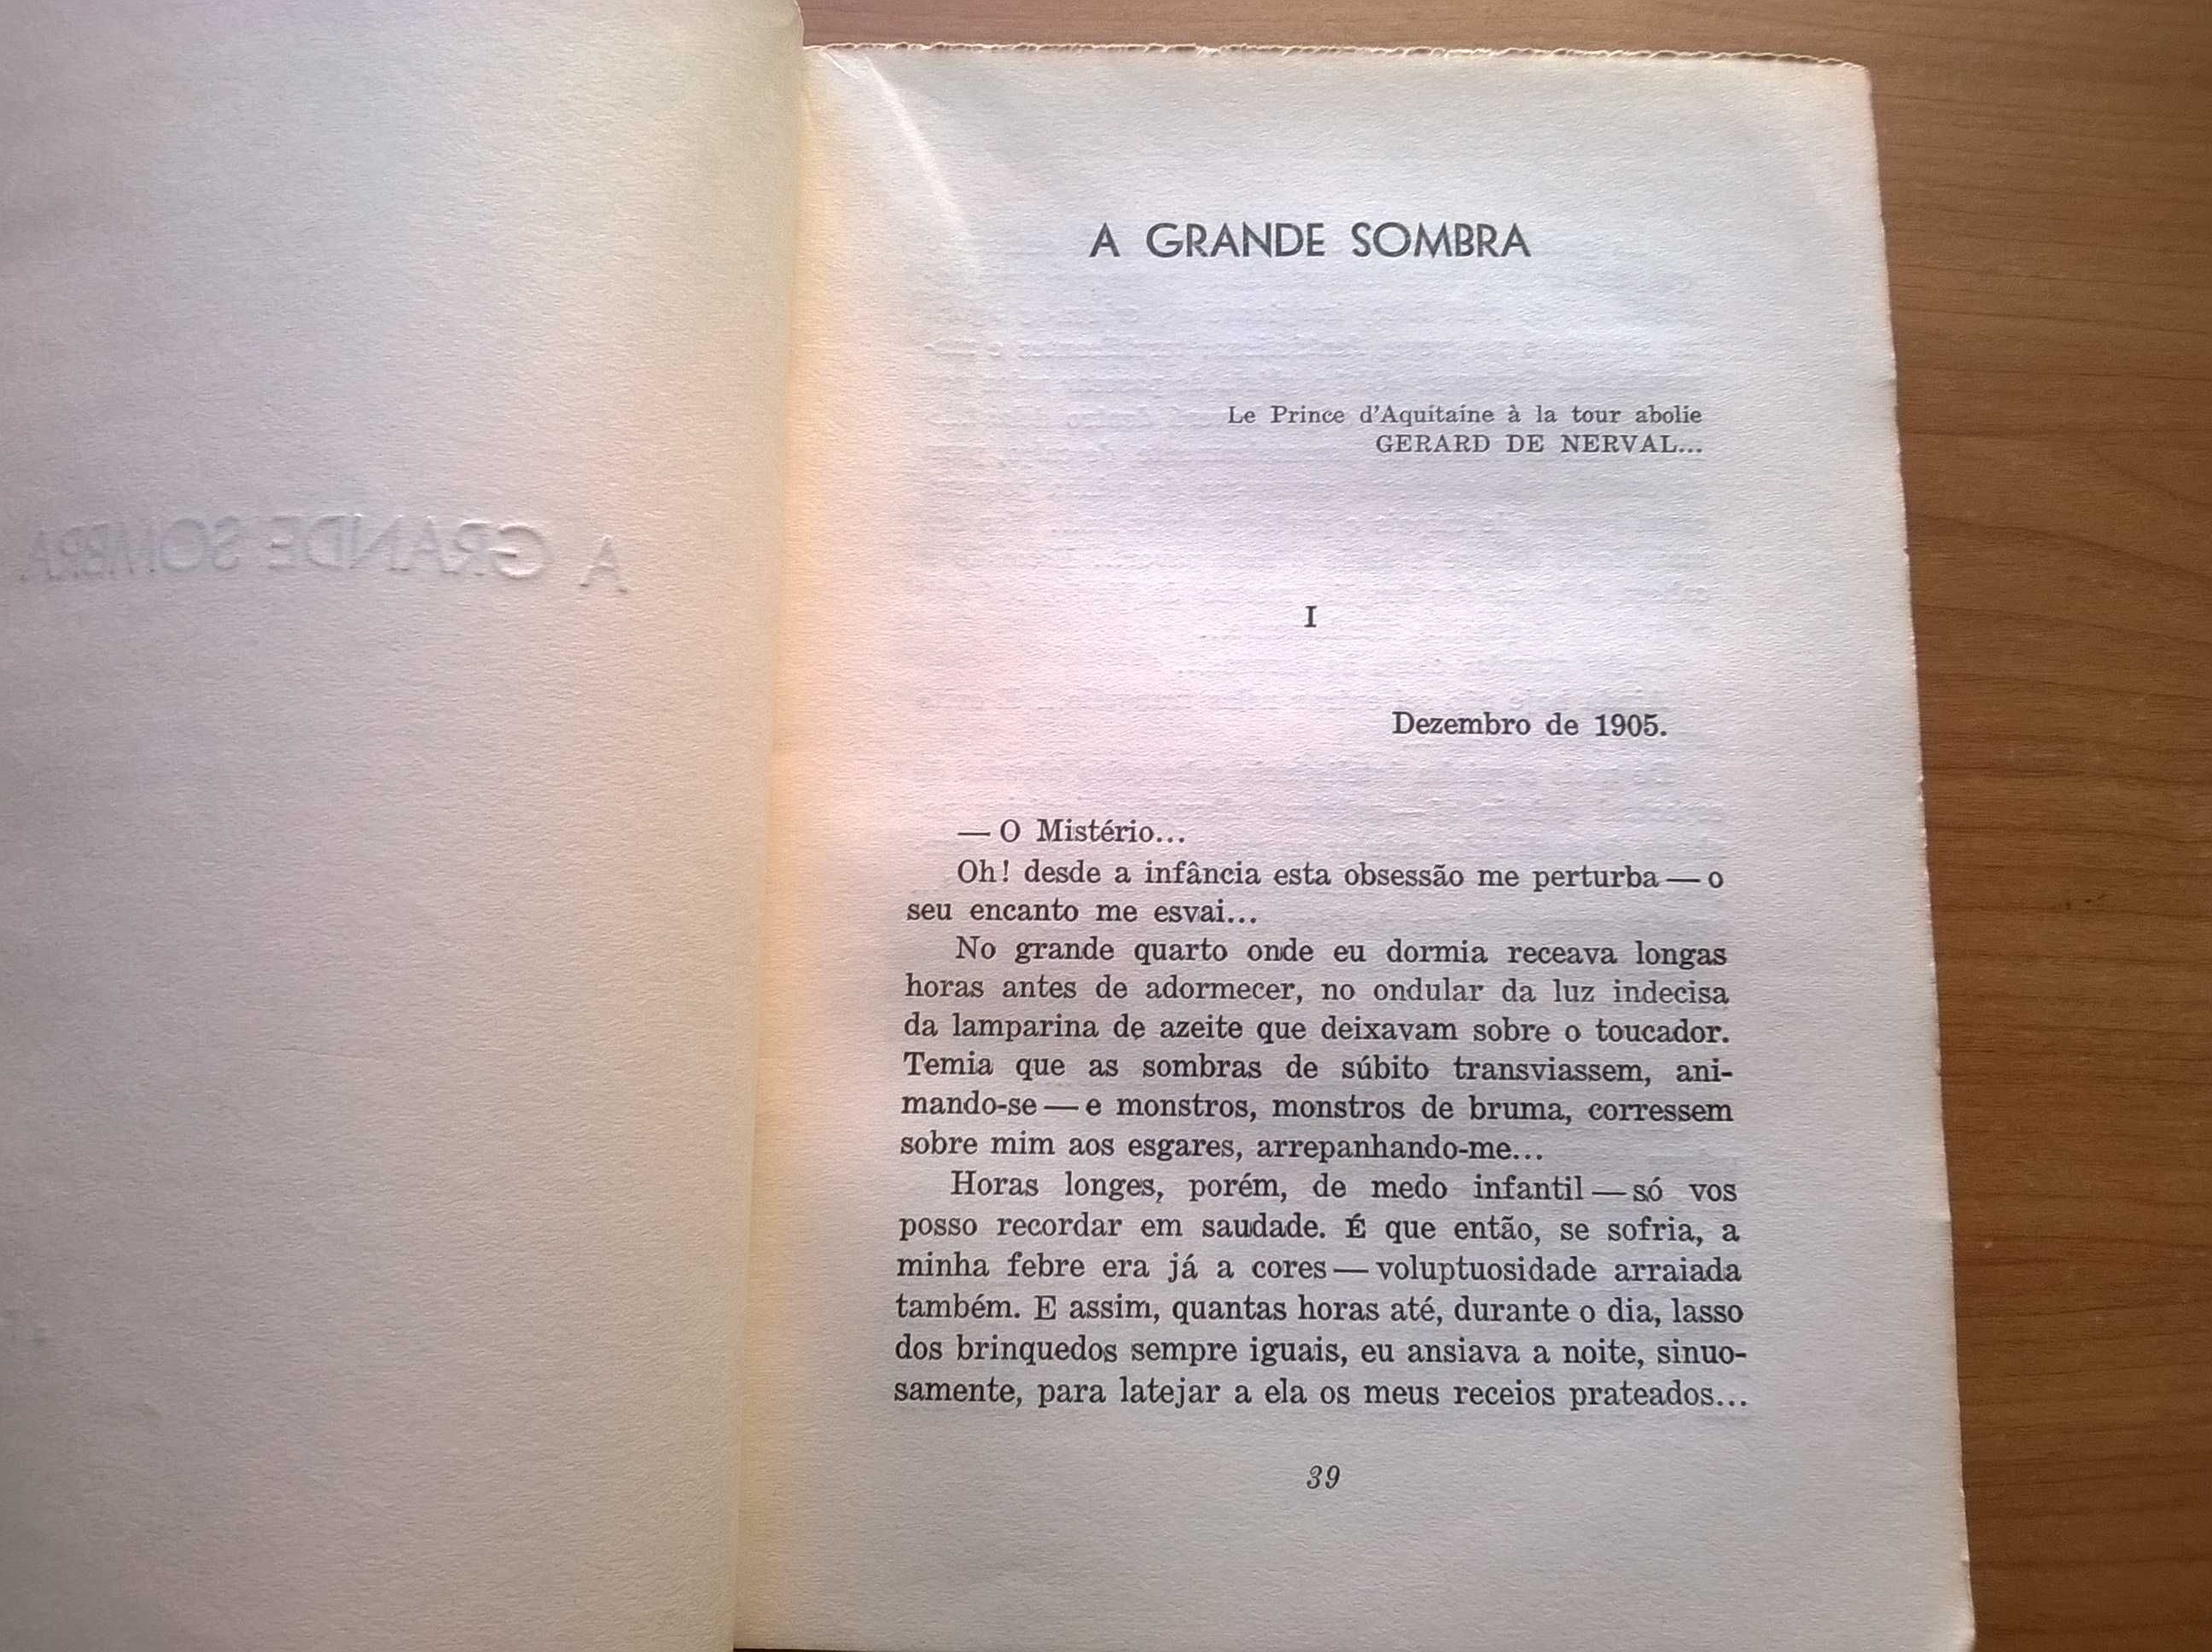 A GRANDE SOMBRA
A GRANDE SOMBRA
Le Prince d'Aquitaine à la tour abolie
GERARD DE NERVAL...
I
Dezembro de 1905.
— O Mistério...
Oh! desde a infância esta obsessão me perturba — o
seu encanto me esvai...
No grande quarto onde eu dormia receava longas
horas antes de adormecer, no ondular da luz indecisa
da lamparina de azeite que deixavam sobre o toucador.
Temia que as sombras de súbito transviassem, ani-
mando-se — e monstros, monstros de bruma, corressem
sobre mim aos esgares, arrepanhando-me...
Horas longes, porém, de medo infantil — só vos
posso recordar em saudade. É que então, se sofria, a
minha febre era já a cores — voluptuosidade arraiada
também. E assim, quantas horas até, durante o dia, lasso
dos brinquedos sempre iguais, eu ansiava a noite, sinuo-
samente, para latejar a ela os meus receios prateados...
39